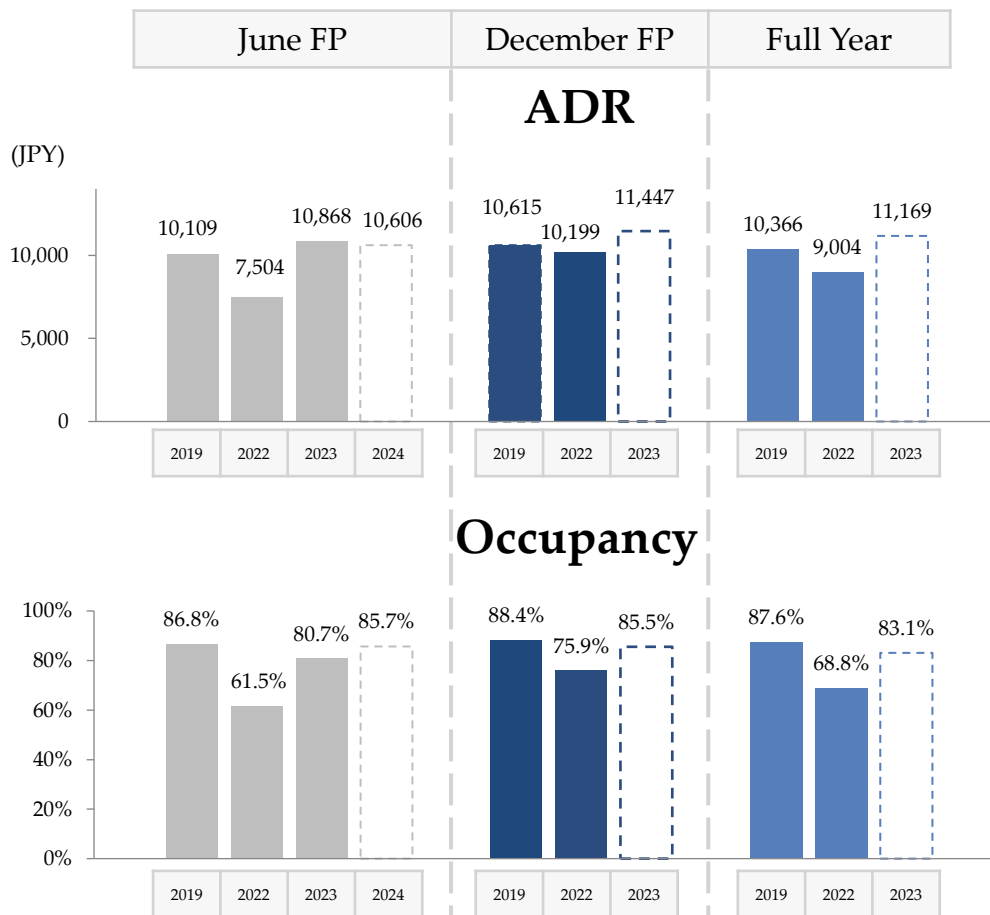 June FP December FP Full Year
ADR
(JPY)
10,109 7,504 10,868 10,606 10,615 10,199 11,447 10,366 9,004 11,169
10,000
5,000
0
2019 2022 2023 2024 2019 2022 2023 2019 2022 2023
Occupancy
100%
86.8% 61.5% 80.7% 85.7% 88.4% 75.9% 85.5% 87.6% 68.8% 83.1%
80%
60%
40%
20%
0%
2019 2022 2023 2024 2019 2022 2023 2019 2022 2023